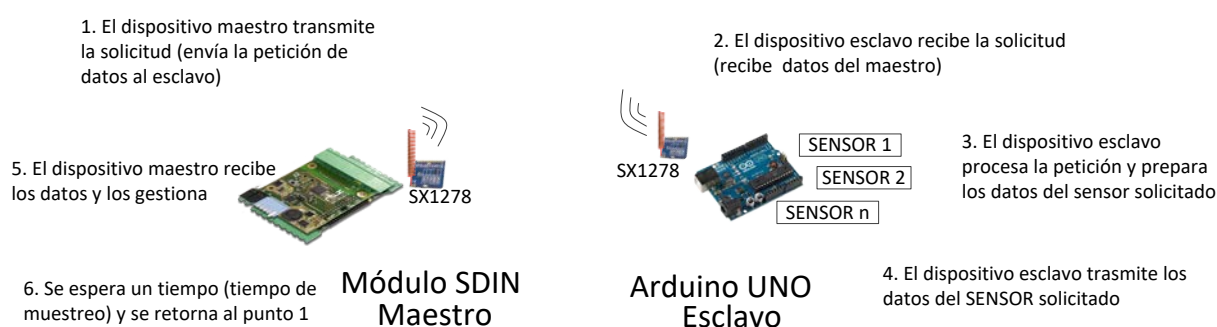 1. El dispositivo maestro transmite
la solicitud (envía la petición de
datos al esclavo)
2. El dispositivo esclavo recibe la solicitud
(recibe datos del maestro)
5. El dispositivo maestro recibe
los datos y los gestiona
SX1278
SX1278
SENSOR 1
SENSOR 2
SENSOR n
3. El dispositivo esclavo
procesa la petición y prepara
los datos del sensor solicitado
6. Se espera un tiempo (tiempo de
muestreo) y se retorna al punto 1
Módulo SDIN
Maestro
Arduino UNO
Esclavo
4. El dispositivo esclavo trasmite los
datos del SENSOR solicitado